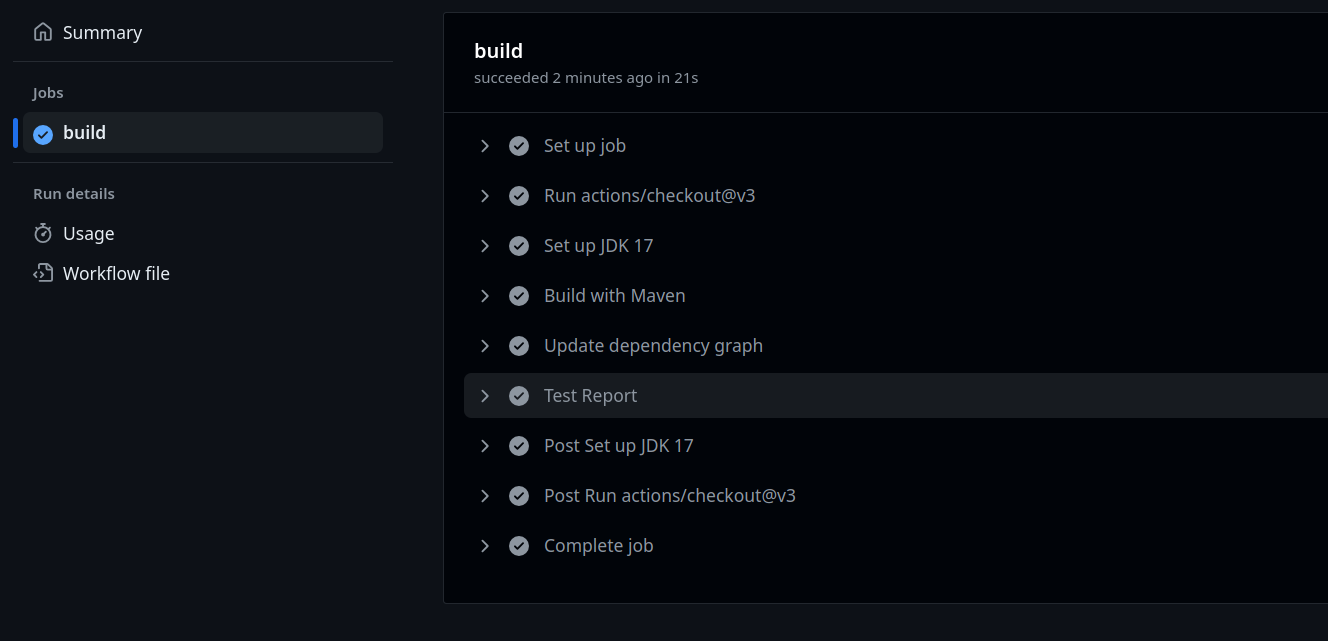 Summary
Jobs
build
Run details
Usage
Workflow file
build
succeeded 2 minutes ago in 21s
Set up job
Run actions/checkout@v3
Set up JDK 17
Build with Maven
Update dependency graph
Test Report
Post Set up JDK 17
Post Run actions/checkout@v3
Complete job